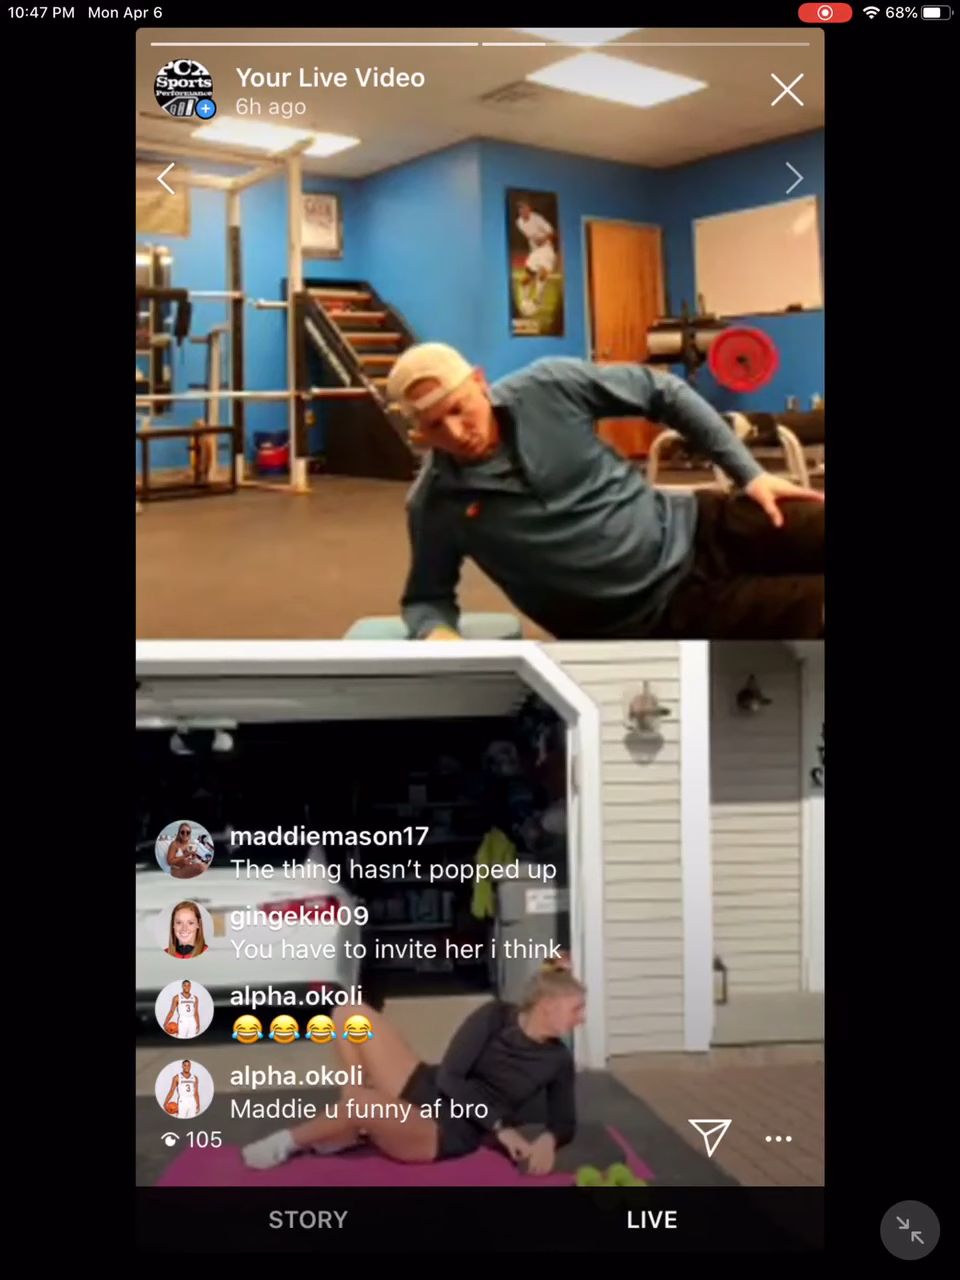 10:47 PM Mon Apr 6
68%
PCX
Sports
Performance
Your Live Video
6h ago
maddiemason17
The thing hasn’t popped up
gingekid09
You have to invite her i think
alpha.okoli
😂😂😂😂
alpha.okoli
Maddie u funny af bro
105
STORY LIVE